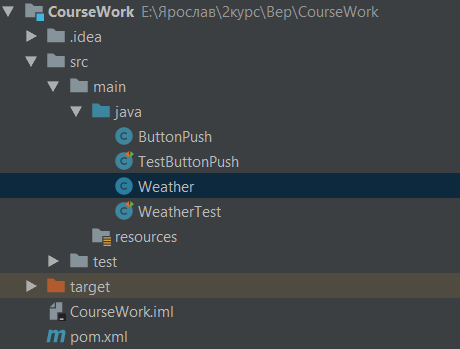 CourseWork E:\Ярослав\2курс\Вер\CourseWork
.idea
src
main
java
ButtonPush
TestButtonPush
Weather
WeatherTest
resources
test
target
CourseWork.iml
pom.xml